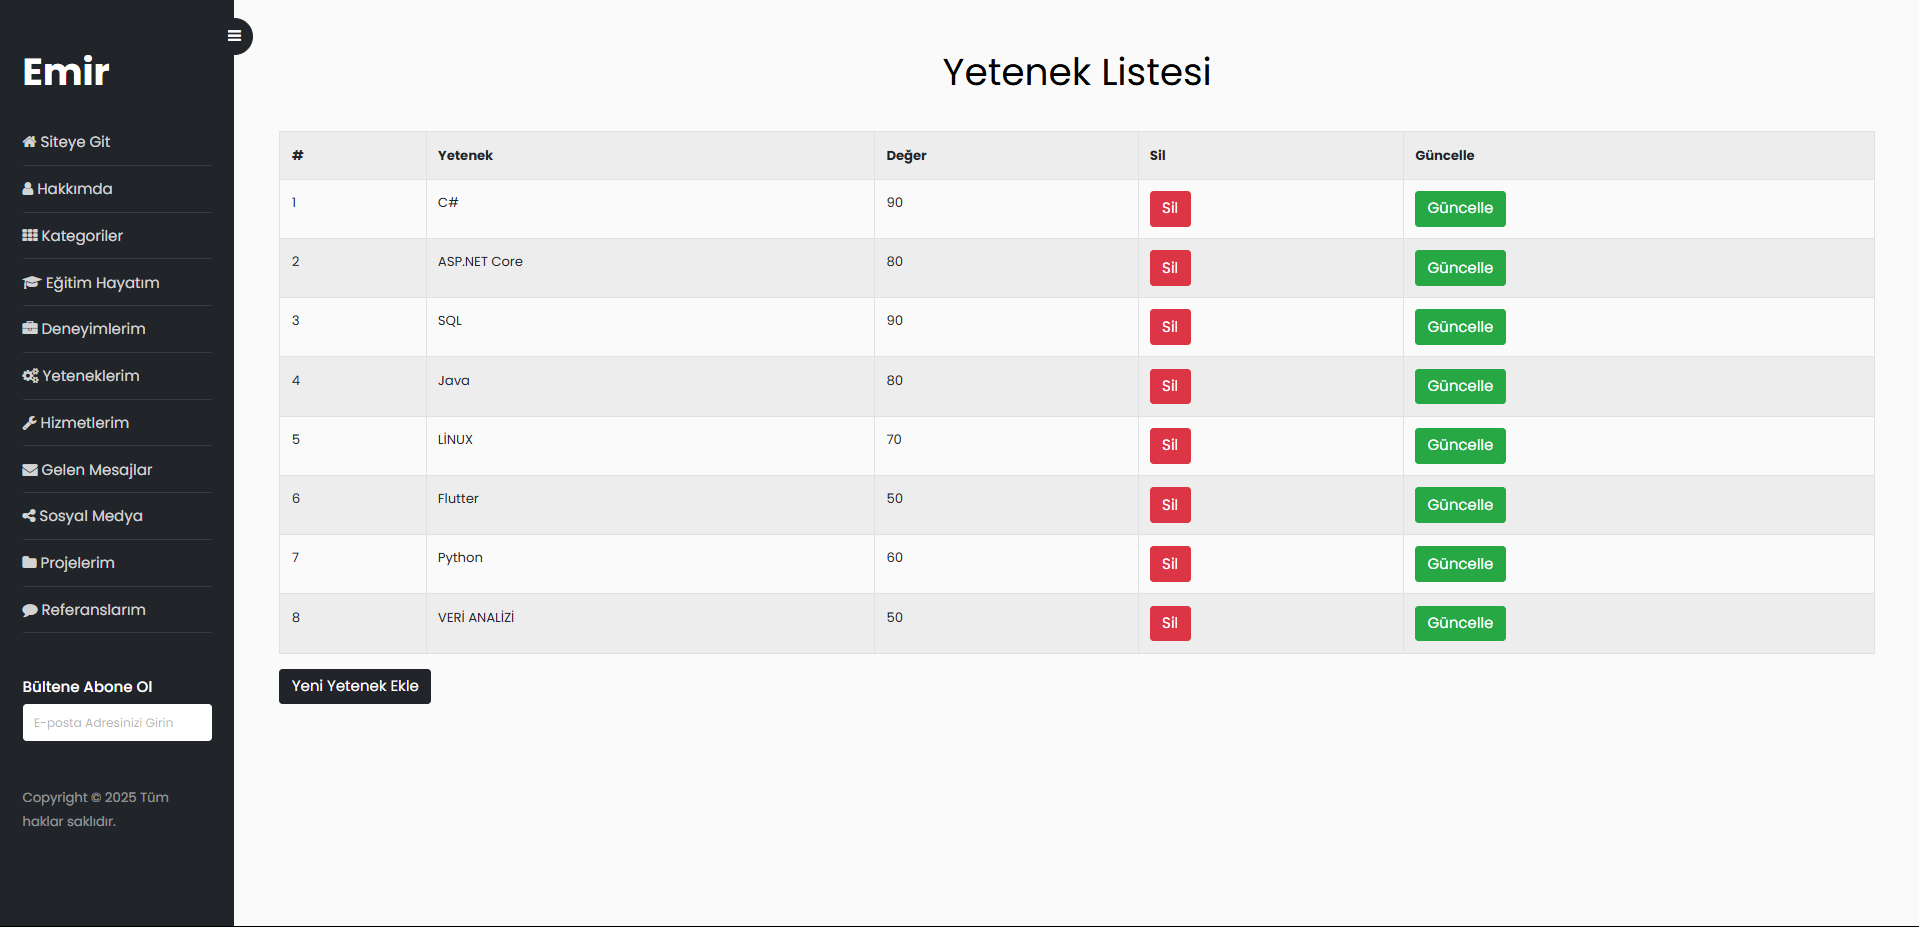 Emir
Siteye Git
Hakkımda
Kategoriler
Eğitim Hayatım
Deneyimlerim
Yeteneklerim
Hizmetlerim
Gelen Mesajlar
Sosyal Medya
Projelerim
Referanslarım
Bültene Abone Ol
E-posta Adresinizi Girin
Copyright © 2025 Tüm
haklar saklıdır.
Yetenek Listesi
# Yetenek Değer Sil Güncelle
1 C# 90 Sil Güncelle
2 ASP.NET Core 80 Sil Güncelle
3 SQL 90 Sil Güncelle
4 Java 80 Sil Güncelle
5 LİNUX 70 Sil Güncelle
6 Flutter 50 Sil Güncelle
7 Python 60 Sil Güncelle
8 VERİ ANALİZİ 50 Sil Güncelle
Yeni Yetenek Ekle